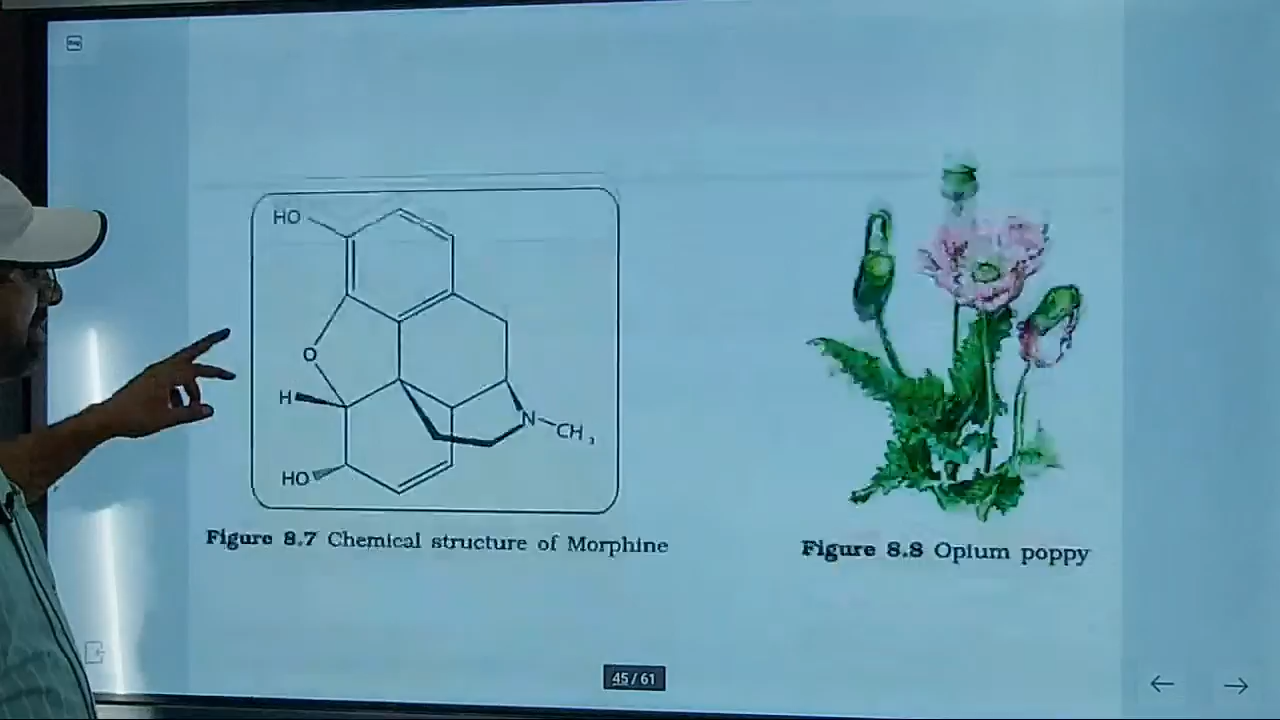 HO
O
H
N
CH3
HO
Figure 8.7 Chemical structure of Morphine
Figure 8.8 Opium poppy
45/61